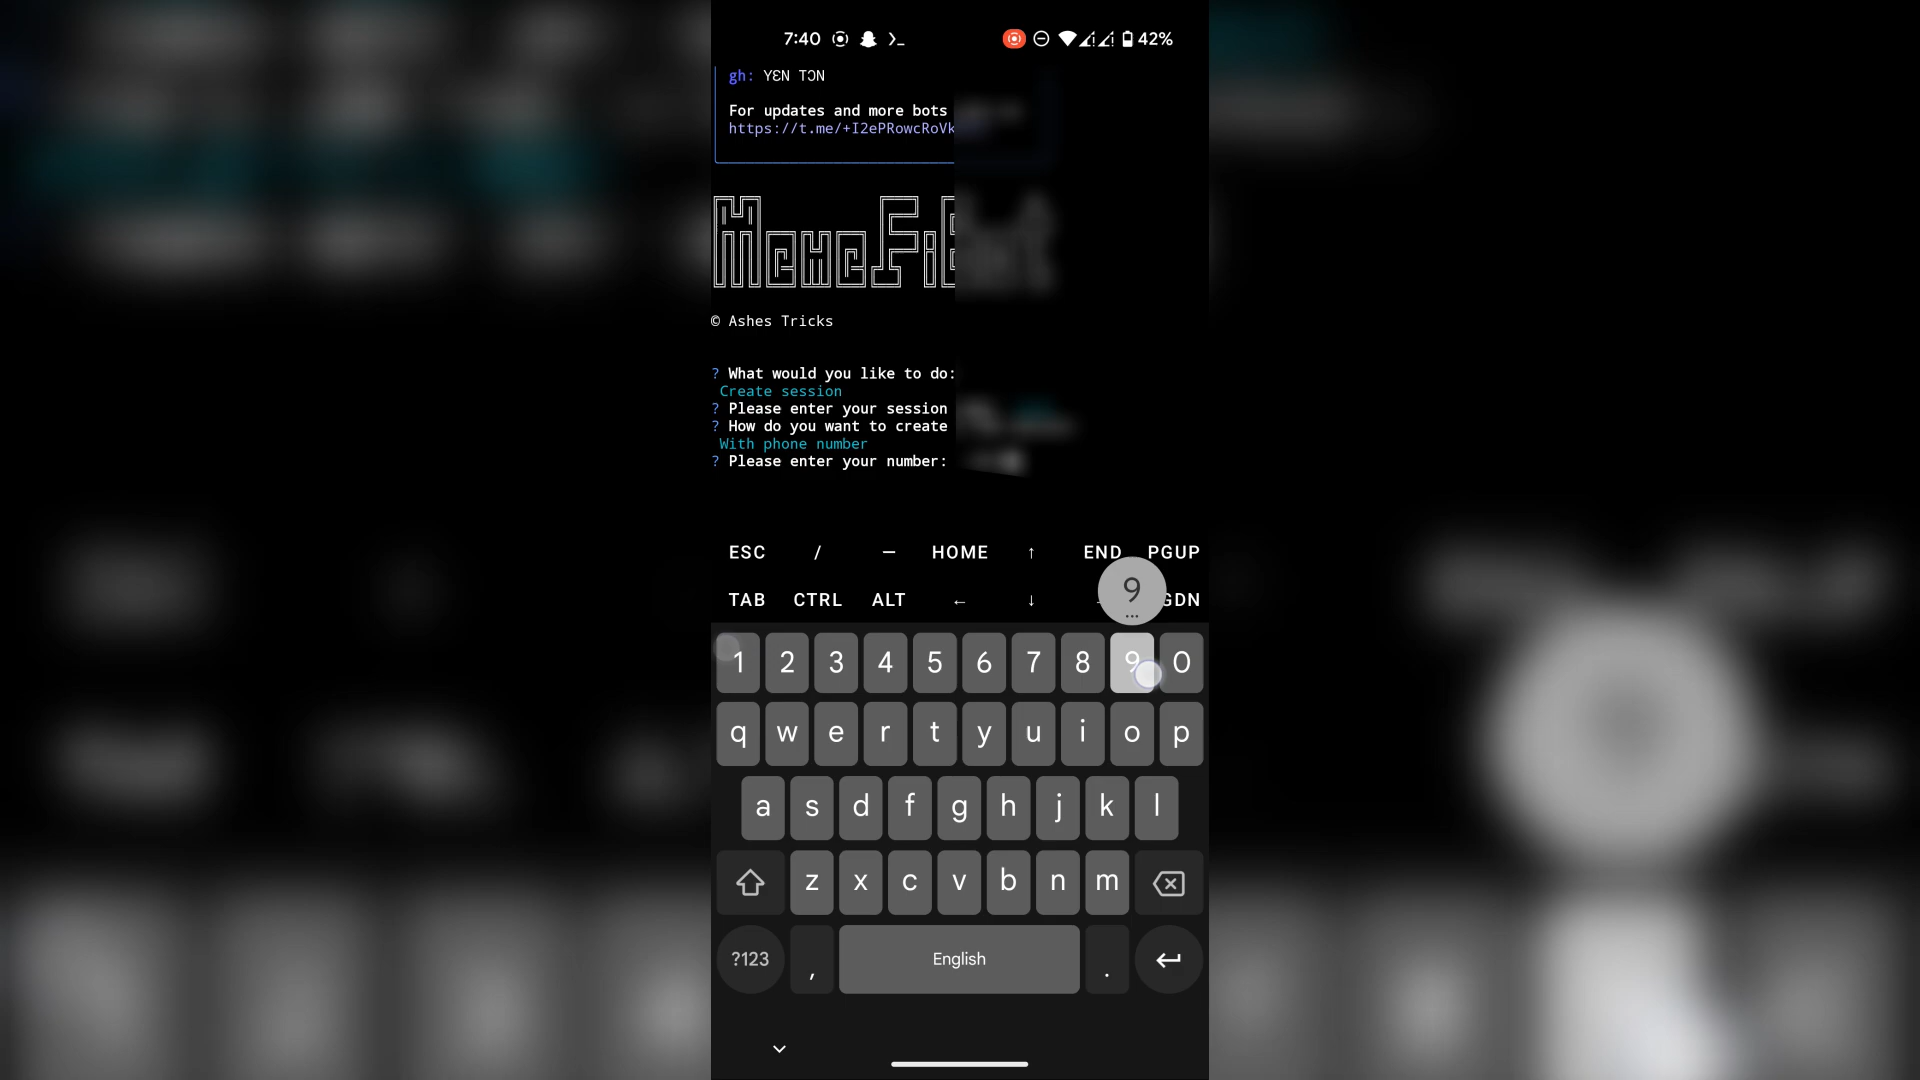 7:40 42%
gh: YƐN TƆN
For updates and more bots
https://t.me/+I2ePRowcRoVk
MemeFi
© Ashes Tricks
? What would you like to do:
Create session
? Please enter your session
? How do you want to create
With phone number
? Please enter your number:
ESC / — HOME ↑ END PGUP
TAB CTRL ALT ← ↓ GDN
9
1 2 3 4 5 6 7 8 9 0
q w e r t y u i o p
a s d f g h j k l
z x c v b n m
?123 , English .